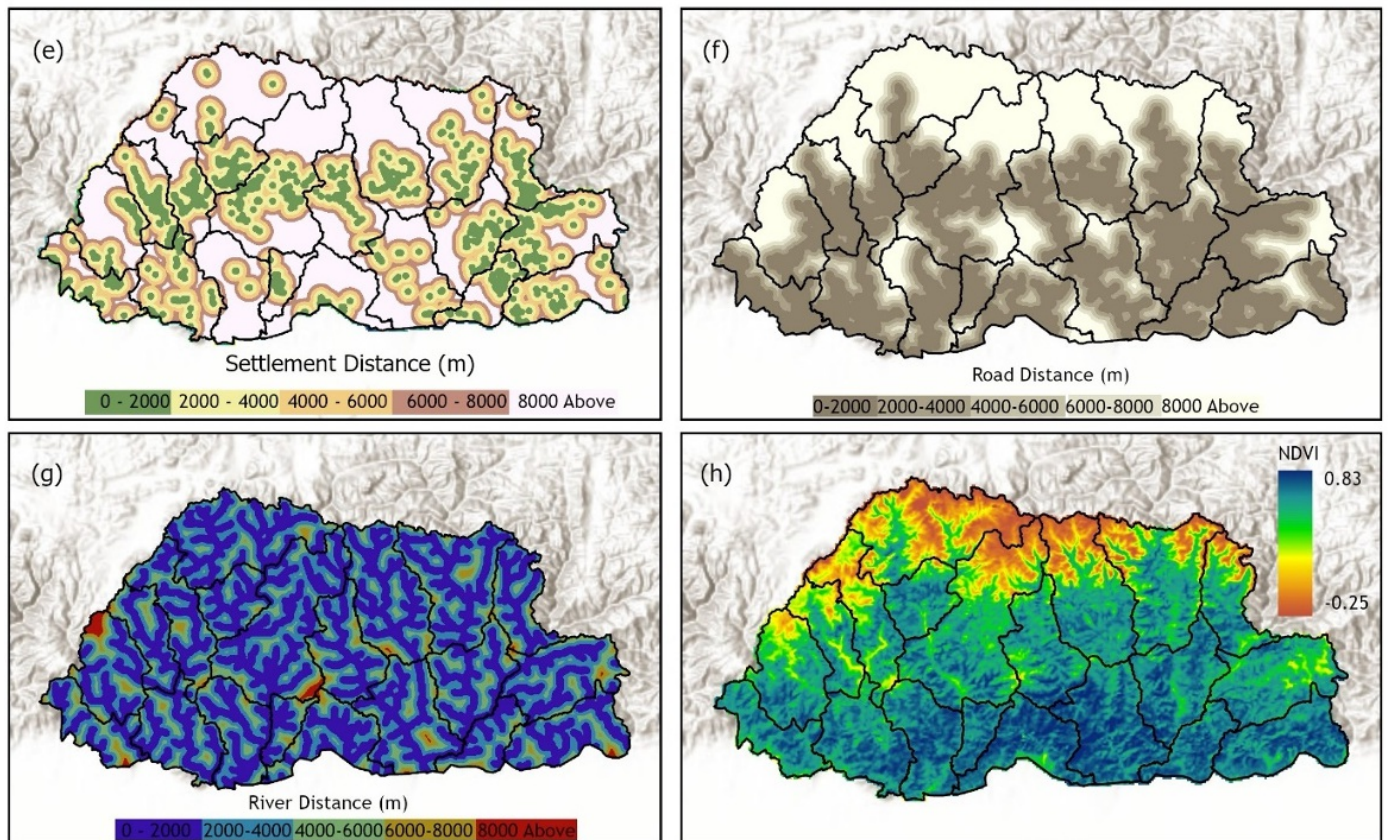 (e)
Settlement Distance (m)
0 - 2000 2000 - 4000 4000 - 6000 6000 - 8000 8000 Above
(f)
Road Distance (m)
0-2000 2000-4000 4000-6000 6000-8000 8000 Above
(g)
River Distance (m)
0 - 2000 2000-4000 4000-6000 6000-8000 8000 Above
(h)
NDVI
0.83
-0.25